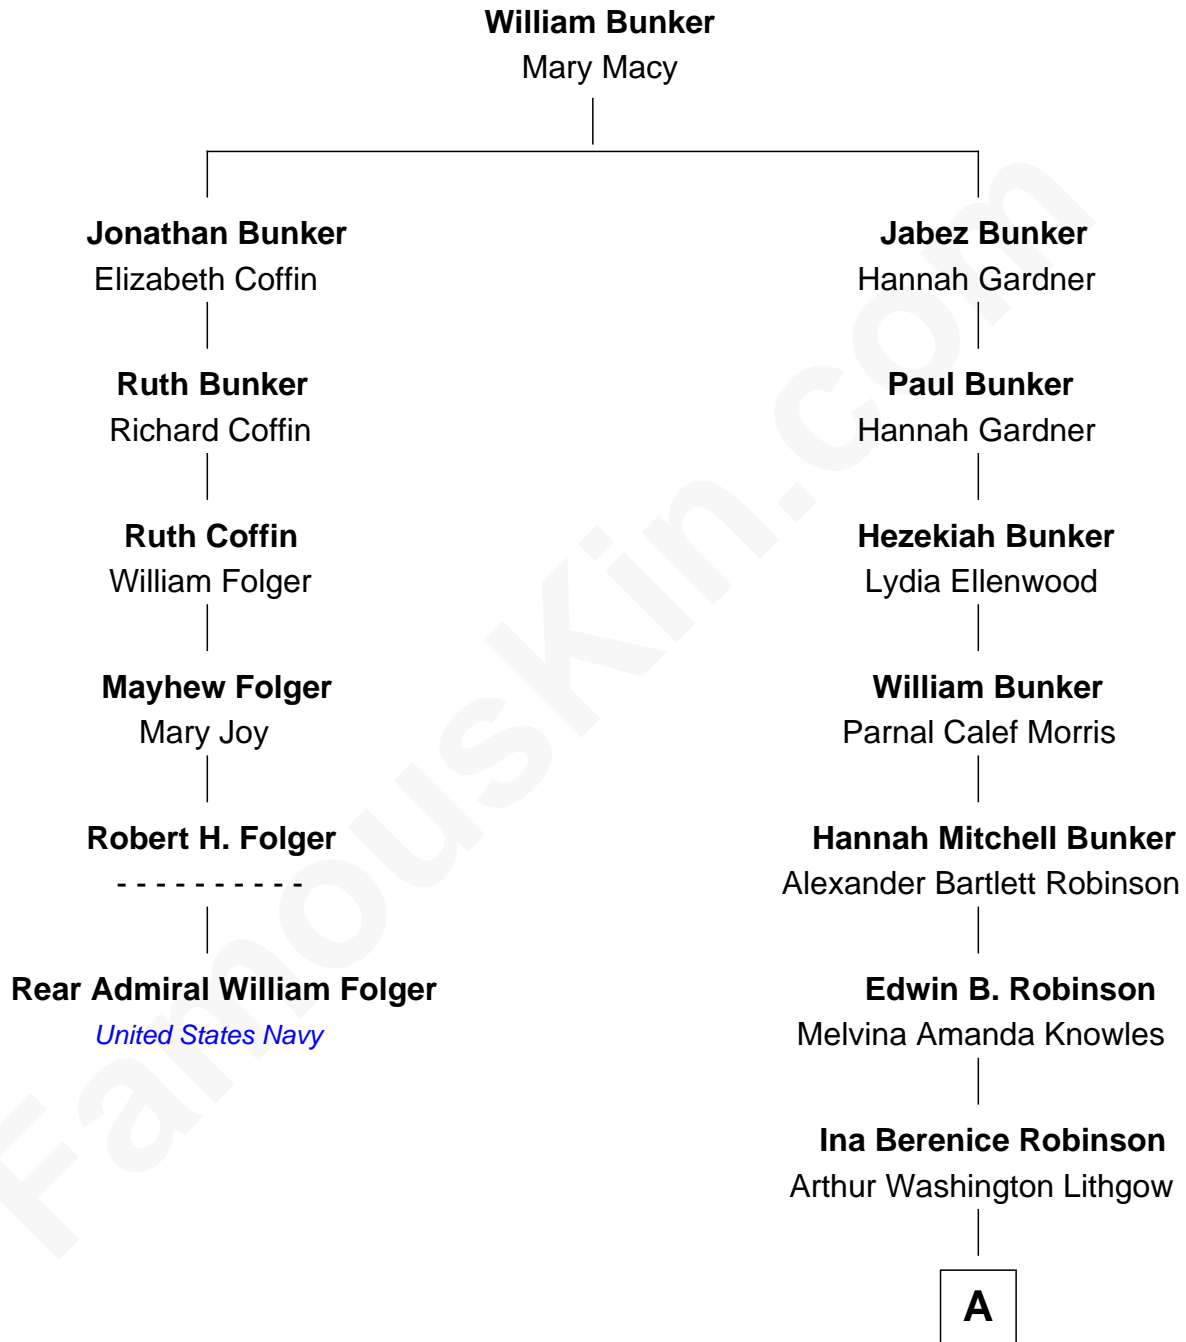 William Bunker
Mary Macy
Jonathan Bunker
Elizabeth Coffin
Jabez Bunker
Hannah Gardner
Ruth Bunker
Richard Coffin
Paul Bunker
Hannah Gardner
Ruth Coffin
William Folger
Hezekiah Bunker
Lydia Ellenwood
Mayhew Folger
Mary Joy
William Bunker
Parnal Calef Morris
Robert H. Folger
- - - - - - - - - -
Hannah Mitchell Bunker
Alexander Bartlett Robinson
Rear Admiral William Folger
United States Navy
Edwin B. Robinson
Melvina Amanda Knowles
Ina Berenice Robinson
Arthur Washington Lithgow
A
FamousKin.com